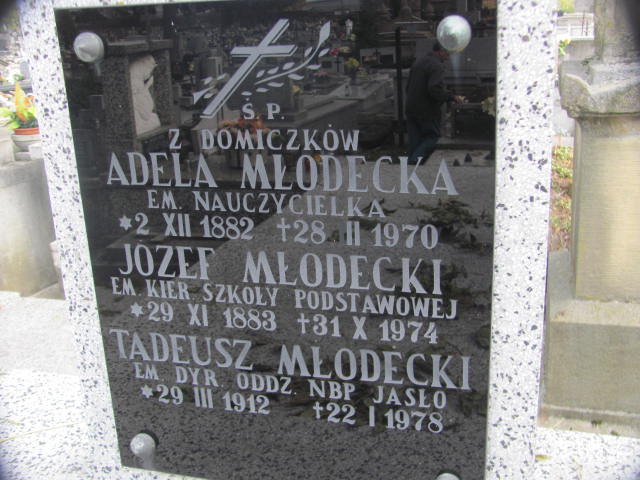 Ś.P.
Z DOMICZKÓW
ADELA MŁODECKA
EM. NAUCZYCIELKA
*2 XII 1882 +28 II 1970
JÓZEF MŁODECKI
EM. KIER SZKOŁY PODSTAWOWEJ
*29 XI 1883 +31 X 1974
TADEUSZ MŁODECKI
EM DYR ODDZ. NBP JASŁO
*29 III 1912 +22 I 1978